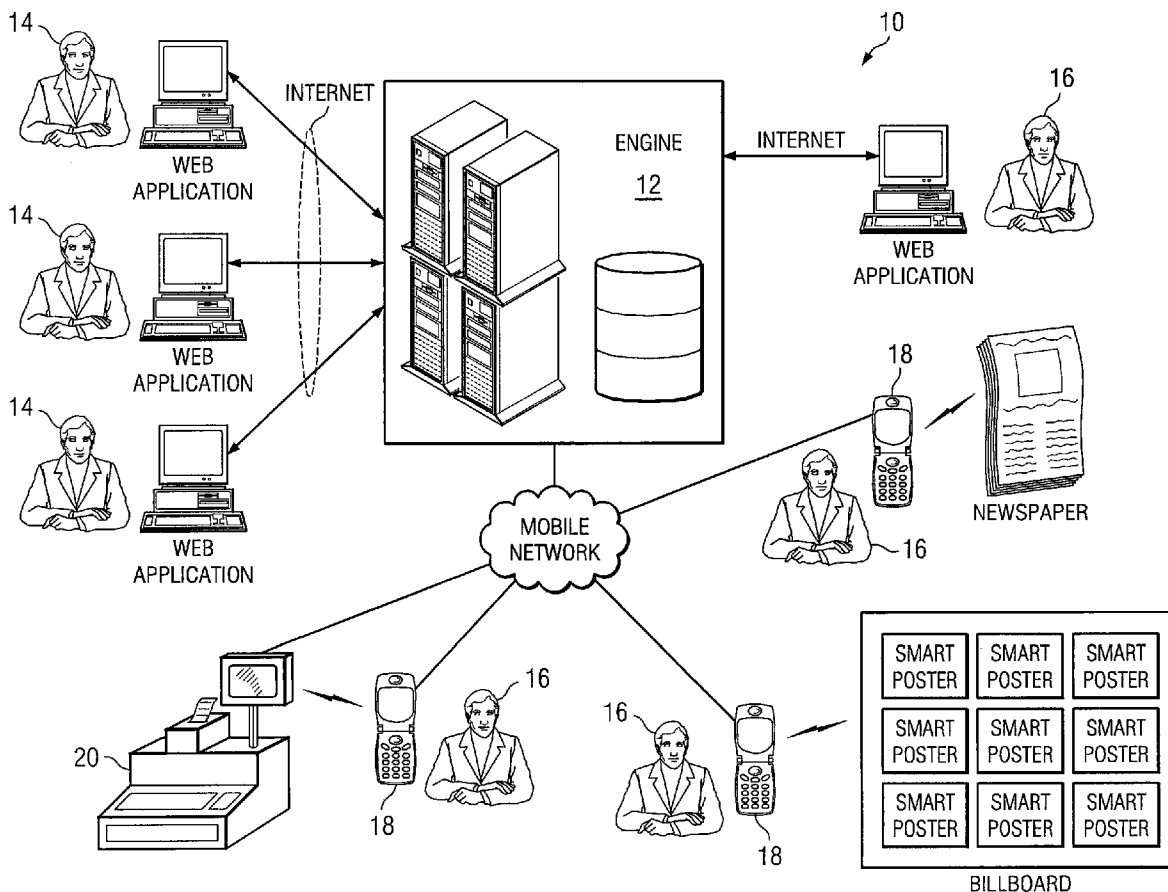 14
WEB
APPLICATION
INTERNET
ENGINE
12
INTERNET
10
16
WEB
APPLICATION
14
WEB
APPLICATION
14
WEB
APPLICATION
18
16
NEWSPAPER
MOBILE
NETWORK
20
18
16
16
18
SMART
POSTER
SMART
POSTER
SMART
POSTER
SMART
POSTER
SMART
POSTER
SMART
POSTER
SMART
POSTER
SMART
POSTER
SMART
POSTER
BILLBOARD